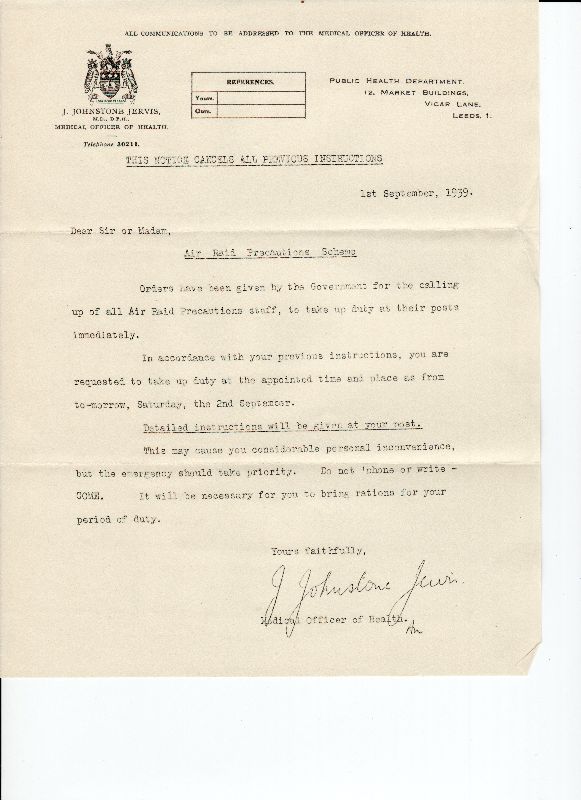 ALL COMMUNICATIONS TO BE ADDRESSED TO THE MEDICAL OFFICER OF HEALTH.
J. JOHNSTONE JERVIS,
M.D., D.P.H.,
MEDICAL OFFICER OF HEALTH.
Telephone 30211.
REFERENCES.
Yours.
Ours.
PUBLIC HEALTH DEPARTMENT,
12, MARKET BUILDINGS,
VICAR LANE,
LEEDS, 1.
THIS NOTICE CANCELS ALL PREVIOUS INSTRUCTIONS
1st September, 1939.
Dear Sir or Madam,
Air Raid Precautions Scheme
Orders have been given by the Government for the calling
up of all Air Raid Precautions staff, to take up duty at their posts
immediately.
In accordance with your previous instructions, you are
requested to take up duty at the appointed time and place as from
to-morrow, Saturday, the 2nd September.
Detailed instructions will be given at your post.
This may cause you considerable personal inconvenience,
but the emergency should take priority. Do not 'phone or write -
COME. It will be necessary for you to bring rations for your
period of duty.
Yours faithfully,
J Johnstone Jervis.
Medical Officer of Health.